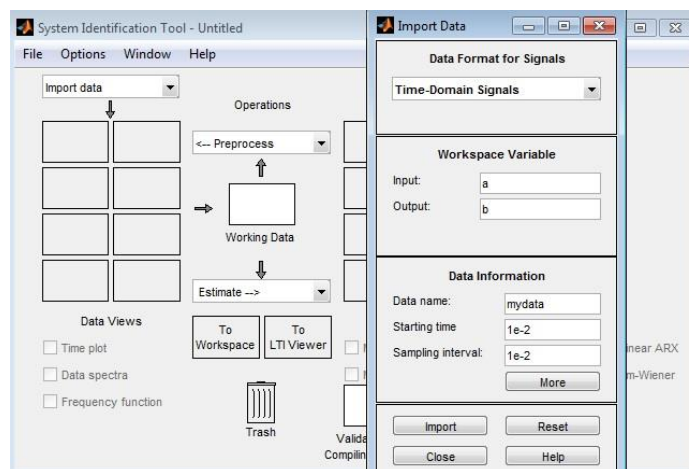 System Identification Tool - Untitled
File Options Window Help
Import data
Operations
<-- Preprocess
Working Data
Estimate -->
Data Views
Time plot
Data spectra
Frequency function
To Workspace
To LTI Viewer
Trash
Valida
Compilin
Import Data
Data Format for Signals
Time-Domain Signals
Workspace Variable
Input: a
Output: b
Data Information
Data name: mydata
Starting time 1e-2
Sampling interval: 1e-2
More
Import Reset
Close Help
near ARX
m-Wiener